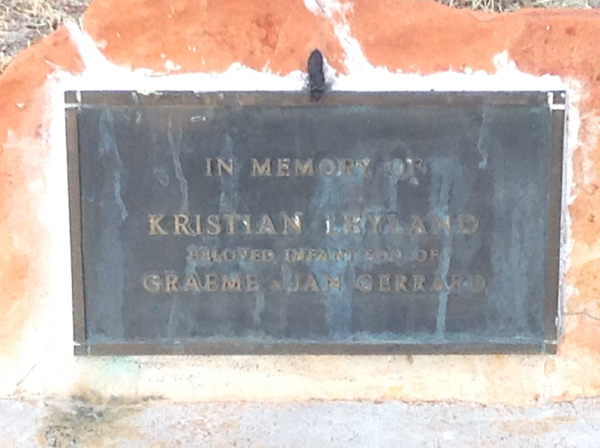 IN MEMORY OF
KRISTIAN LEYLAND
BELOVED INFANT SON OF
GRAEME & JAN GERRARD